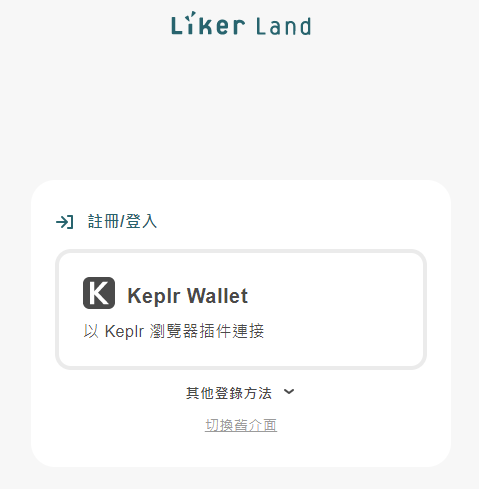 Liker Land
註冊/登入
Keplr Wallet
以 Keplr 瀏覽器插件連接
其他登錄方法
切換舊介面